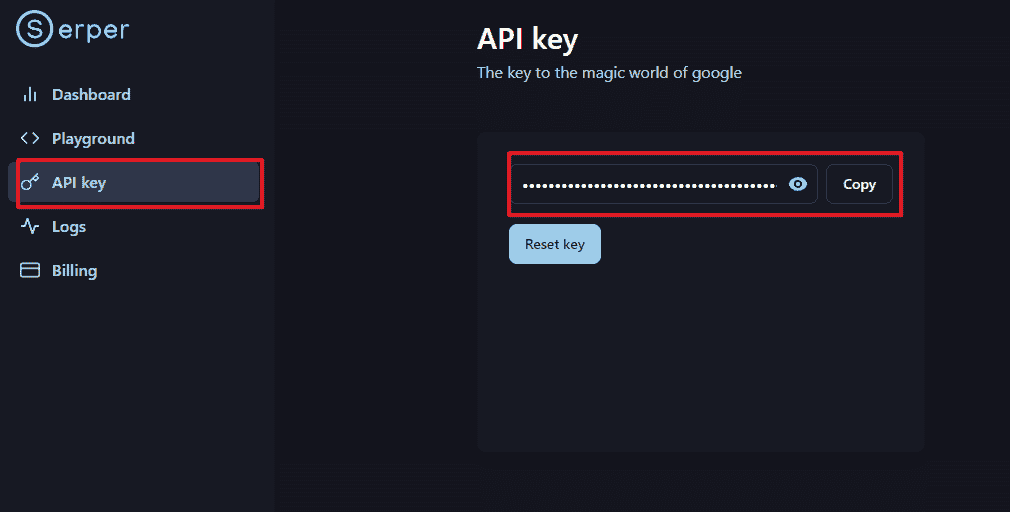 Serper
Dashboard
Playground
API key
Logs
Billing
API key
The key to the magic world of google
••••••••••••••••••••••••••••••••••••••••
Copy
Reset key